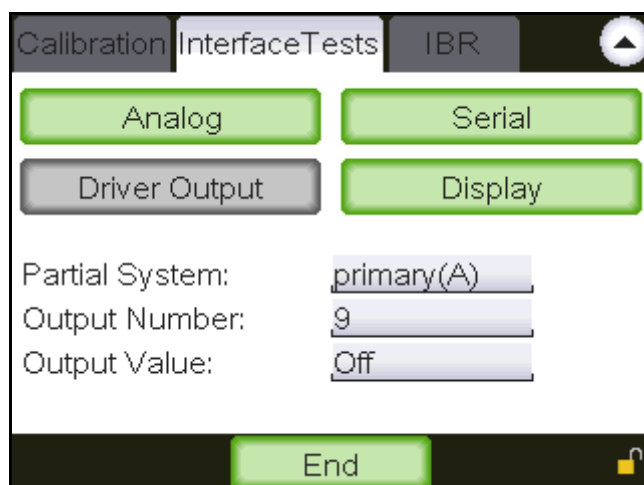 Calibration InterfaceTests IBR
Analog Serial
Driver Output Display
Partial System: primary(A)
Output Number: 9
Output Value: Off
End